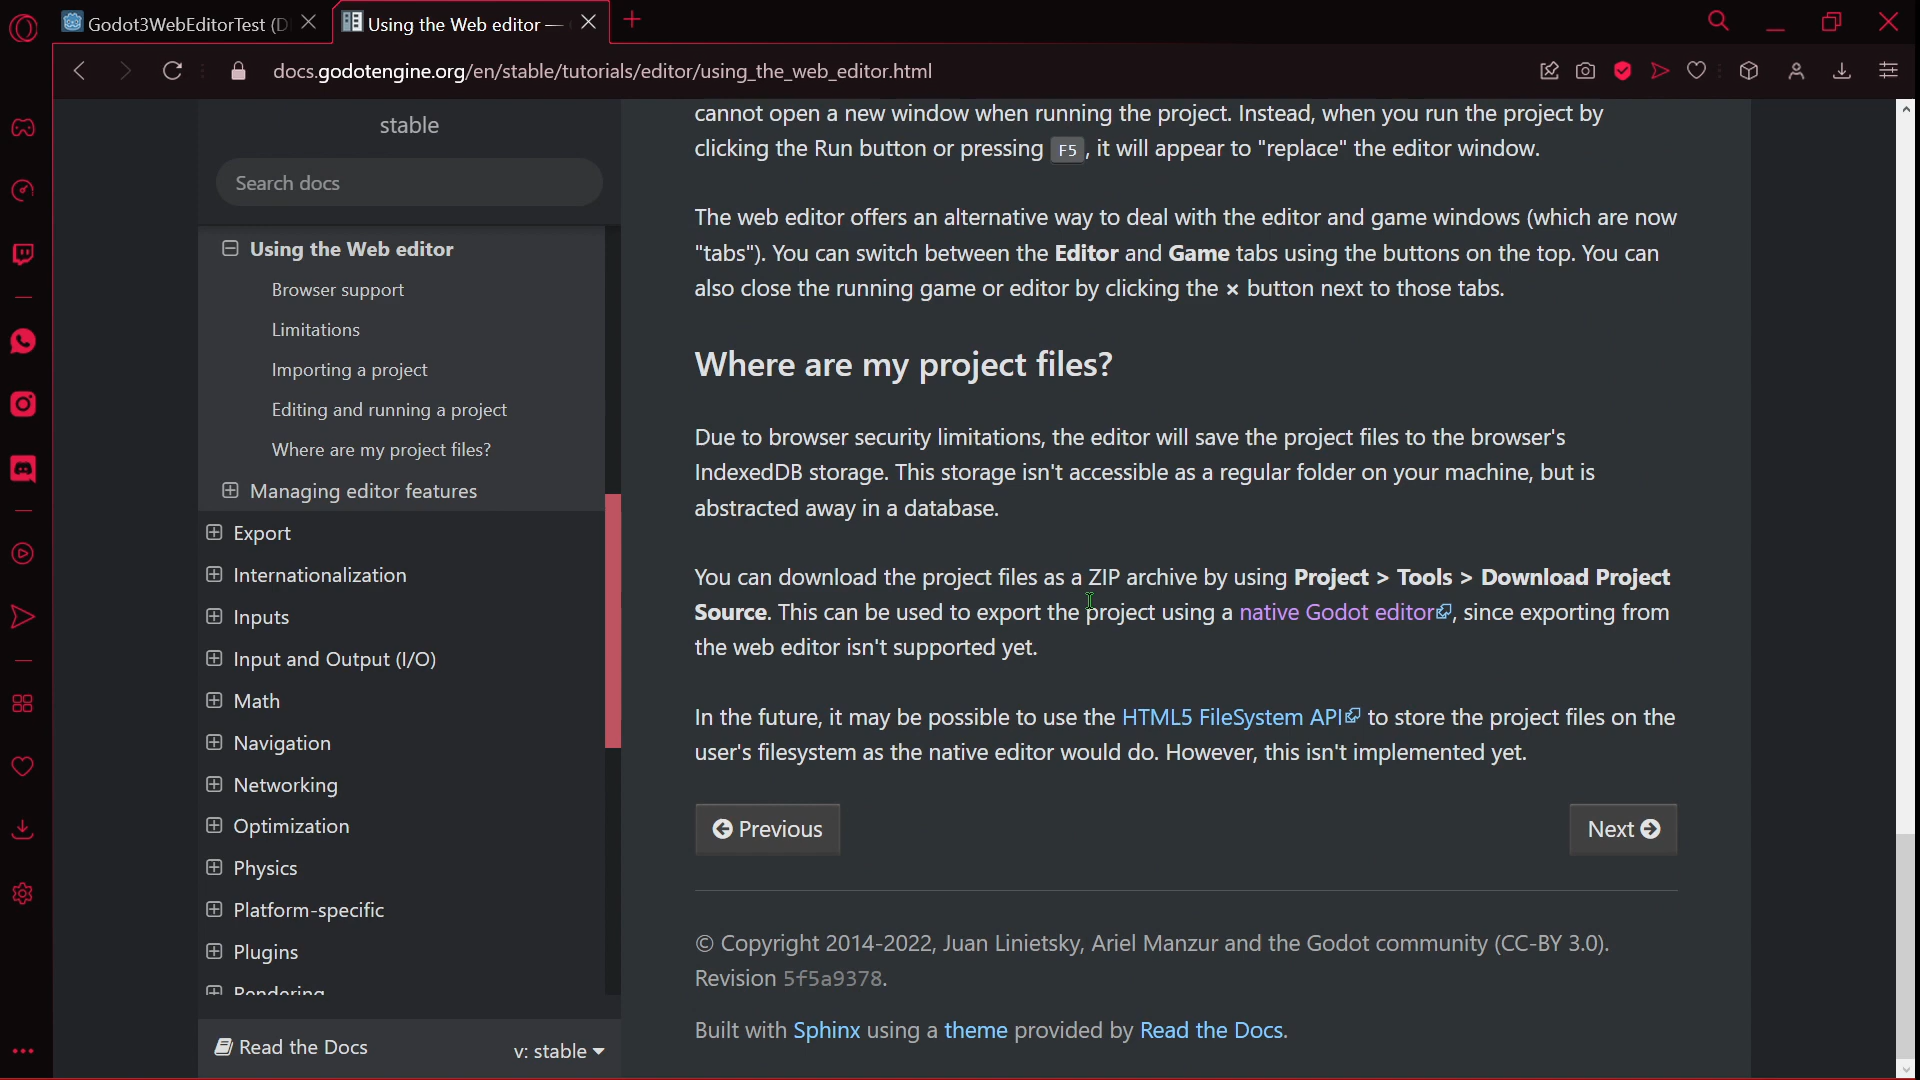 Godot3WebEditorTest (D
Using the Web editor —
docs.godotengine.org/en/stable/tutorials/editor/using_the_web_editor.html
stable
Search docs
Using the Web editor
Browser support
Limitations
Importing a project
Editing and running a project
Where are my project files?
Managing editor features
Export
Internationalization
Inputs
Input and Output (I/O)
Math
Navigation
Networking
Optimization
Physics
Platform-specific
Plugins
Rendering
Read the Docs
v: stable
cannot open a new window when running the project. Instead, when you run the project by
clicking the Run button or pressing F5, it will appear to "replace" the editor window.
The web editor offers an alternative way to deal with the editor and game windows (which are now
"tabs"). You can switch between the Editor and Game tabs using the buttons on the top. You can
also close the running game or editor by clicking the × button next to those tabs.
Where are my project files?
Due to browser security limitations, the editor will save the project files to the browser's
IndexedDB storage. This storage isn't accessible as a regular folder on your machine, but is
abstracted away in a database.
You can download the project files as a ZIP archive by using Project > Tools > Download Project
Source. This can be used to export the project using a native Godot editor, since exporting from
the web editor isn't supported yet.
In the future, it may be possible to use the HTML5 FileSystem API to store the project files on the
user's filesystem as the native editor would do. However, this isn't implemented yet.
Previous
Next
© Copyright 2014-2022, Juan Linietsky, Ariel Manzur and the Godot community (CC-BY 3.0).
Revision 5f5a9378.
Built with Sphinx using a theme provided by Read the Docs.